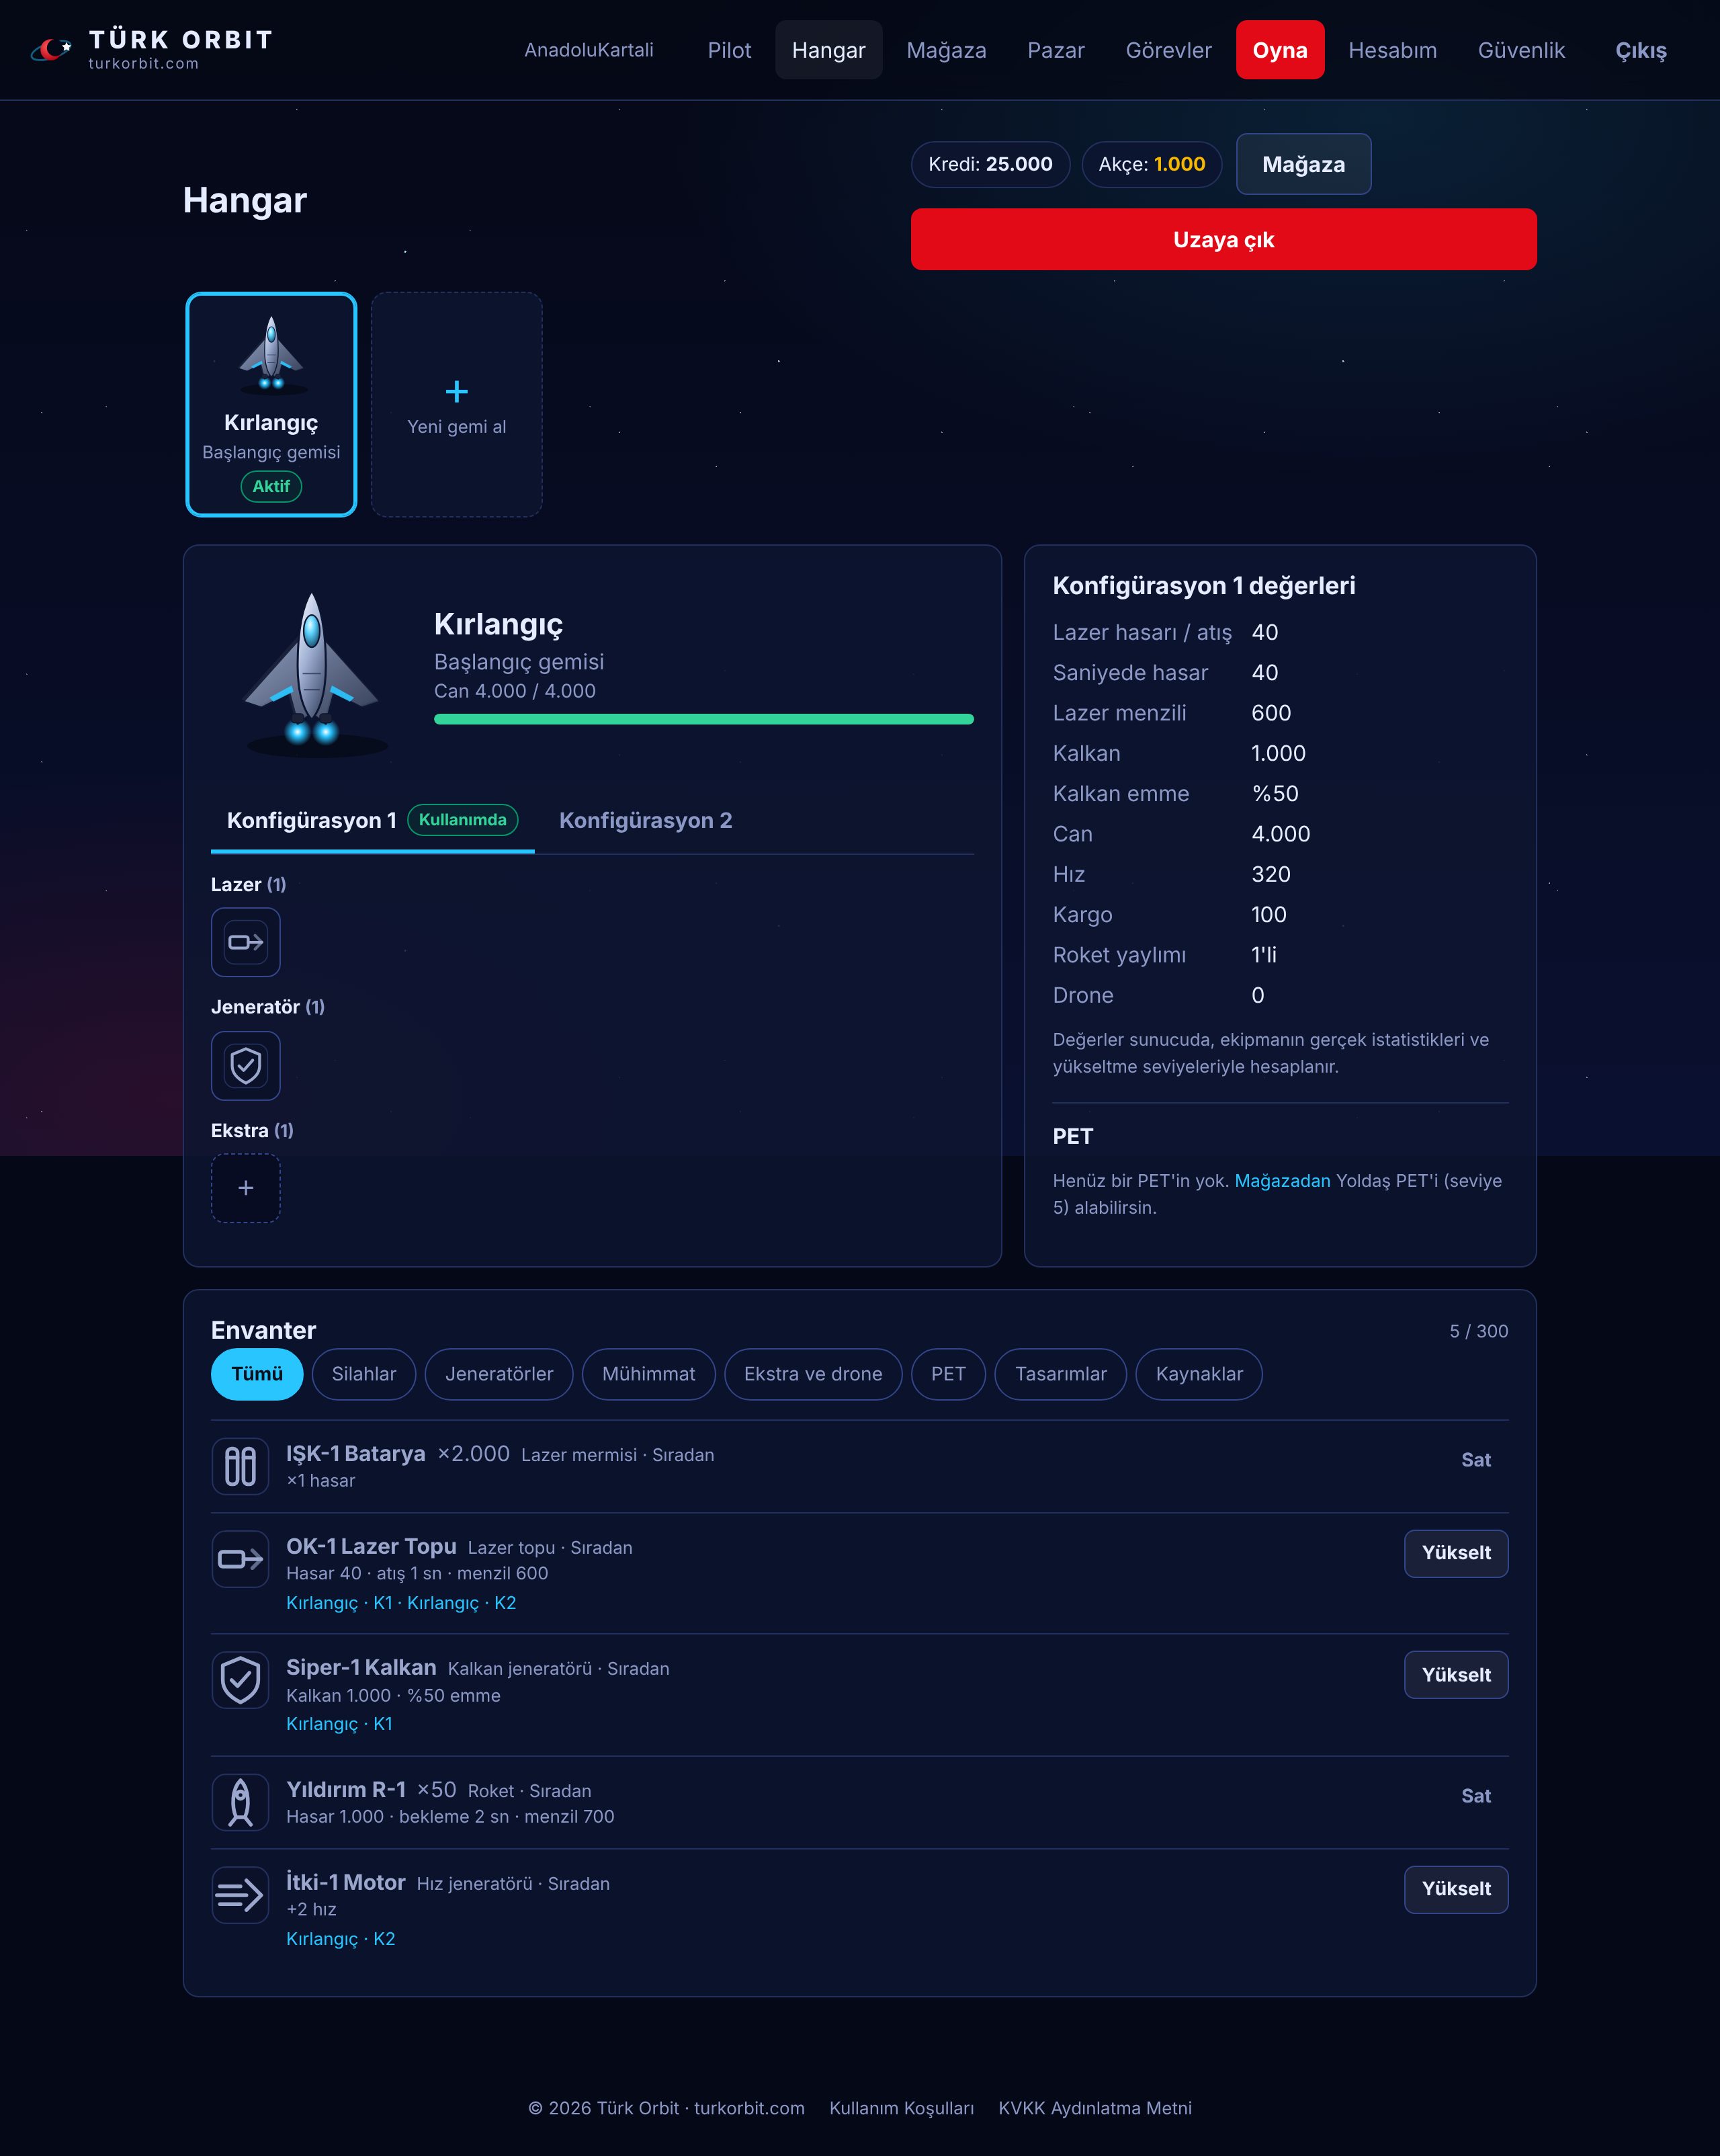 TÜRK ORBIT
turkorbit.com
AnadoluKartali
Pilot
Hangar
Mağaza
Pazar
Görevler
Oyna
Hesabım
Güvenlik
Çıkış
Hangar
Kredi: 25.000
Akçe: 1.000
Mağaza
Uzaya çık
Kırlangıç
Başlangıç gemisi
Aktif
+
Yeni gemi al
Kırlangıç
Başlangıç gemisi
Can 4.000 / 4.000
Konfigürasyon 1 Kullanımda
Konfigürasyon 2
Lazer (1)
Jeneratör (1)
Ekstra (1)
+
Konfigürasyon 1 değerleri
Lazer hasarı / atış 40
Saniyede hasar 40
Lazer menzili 600
Kalkan 1.000
Kalkan emme %50
Can 4.000
Hız 320
Kargo 100
Roket yaylımı 1'li
Drone 0
Değerler sunucuda, ekipmanın gerçek istatistikleri ve
yükseltme seviyeleriyle hesaplanır.
PET
Henüz bir PET'in yok. Mağazadan Yoldaş PET'i (seviye
5) alabilirsin.
Envanter
5 / 300
Tümü
Silahlar
Jeneratörler
Mühimmat
Ekstra ve drone
PET
Tasarımlar
Kaynaklar
IŞK-1 Batarya ×2.000 Lazer mermisi · Sıradan
×1 hasar
Sat
OK-1 Lazer Topu Lazer topu · Sıradan
Hasar 40 · atış 1 sn · menzil 600
Kırlangıç · K1 · Kırlangıç · K2
Yükselt
Siper-1 Kalkan Kalkan jeneratörü · Sıradan
Kalkan 1.000 · %50 emme
Kırlangıç · K1
Yükselt
Yıldırım R-1 ×50 Roket · Sıradan
Hasar 1.000 · bekleme 2 sn · menzil 700
Sat
İtki-1 Motor Hız jeneratörü · Sıradan
+2 hız
Kırlangıç · K2
Yükselt
© 2026 Türk Orbit · turkorbit.com
Kullanım Koşulları
KVKK Aydınlatma Metni